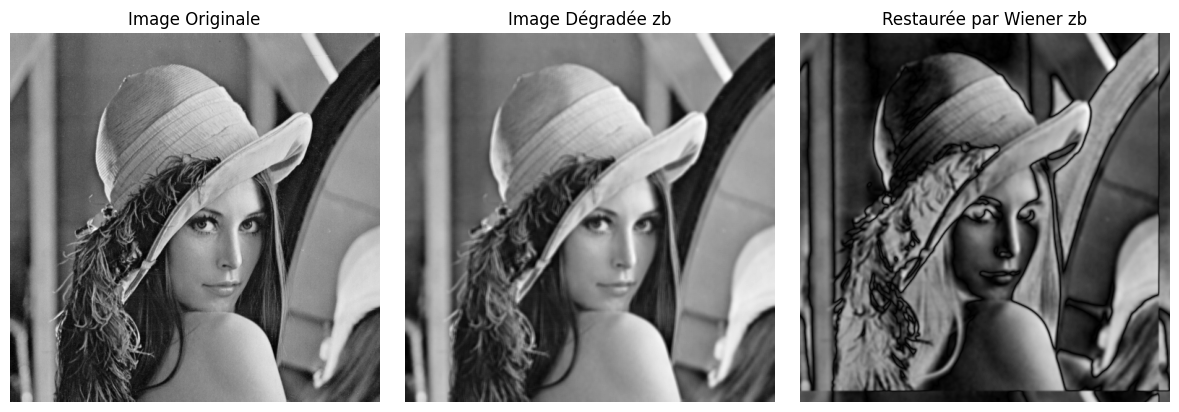 Image Originale
Image Dégradée zb
Restaurée par Wiener zb